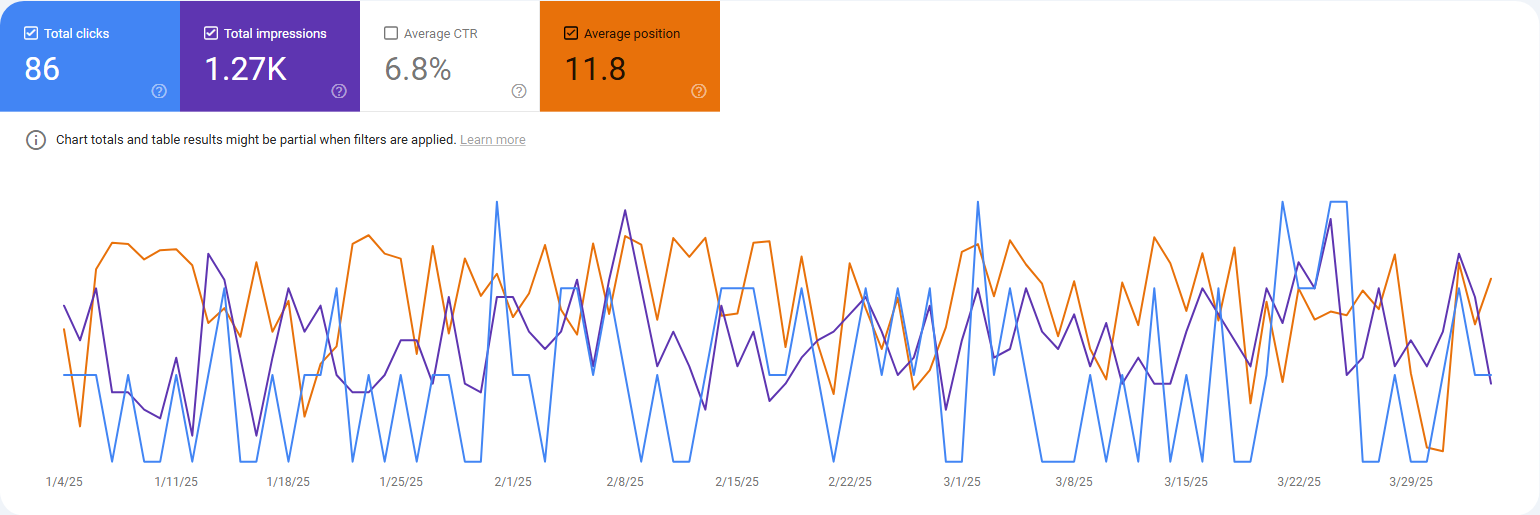 Total clicks
86
Total impressions
1.27K
Average CTR
6.8%
Average position
11.8
Chart totals and table results might be partial when filters are applied. Learn more
1/4/25 1/11/25 1/18/25 1/25/25 2/1/25 2/8/25 2/15/25 2/22/25 3/1/25 3/8/25 3/15/25 3/22/25 3/29/25